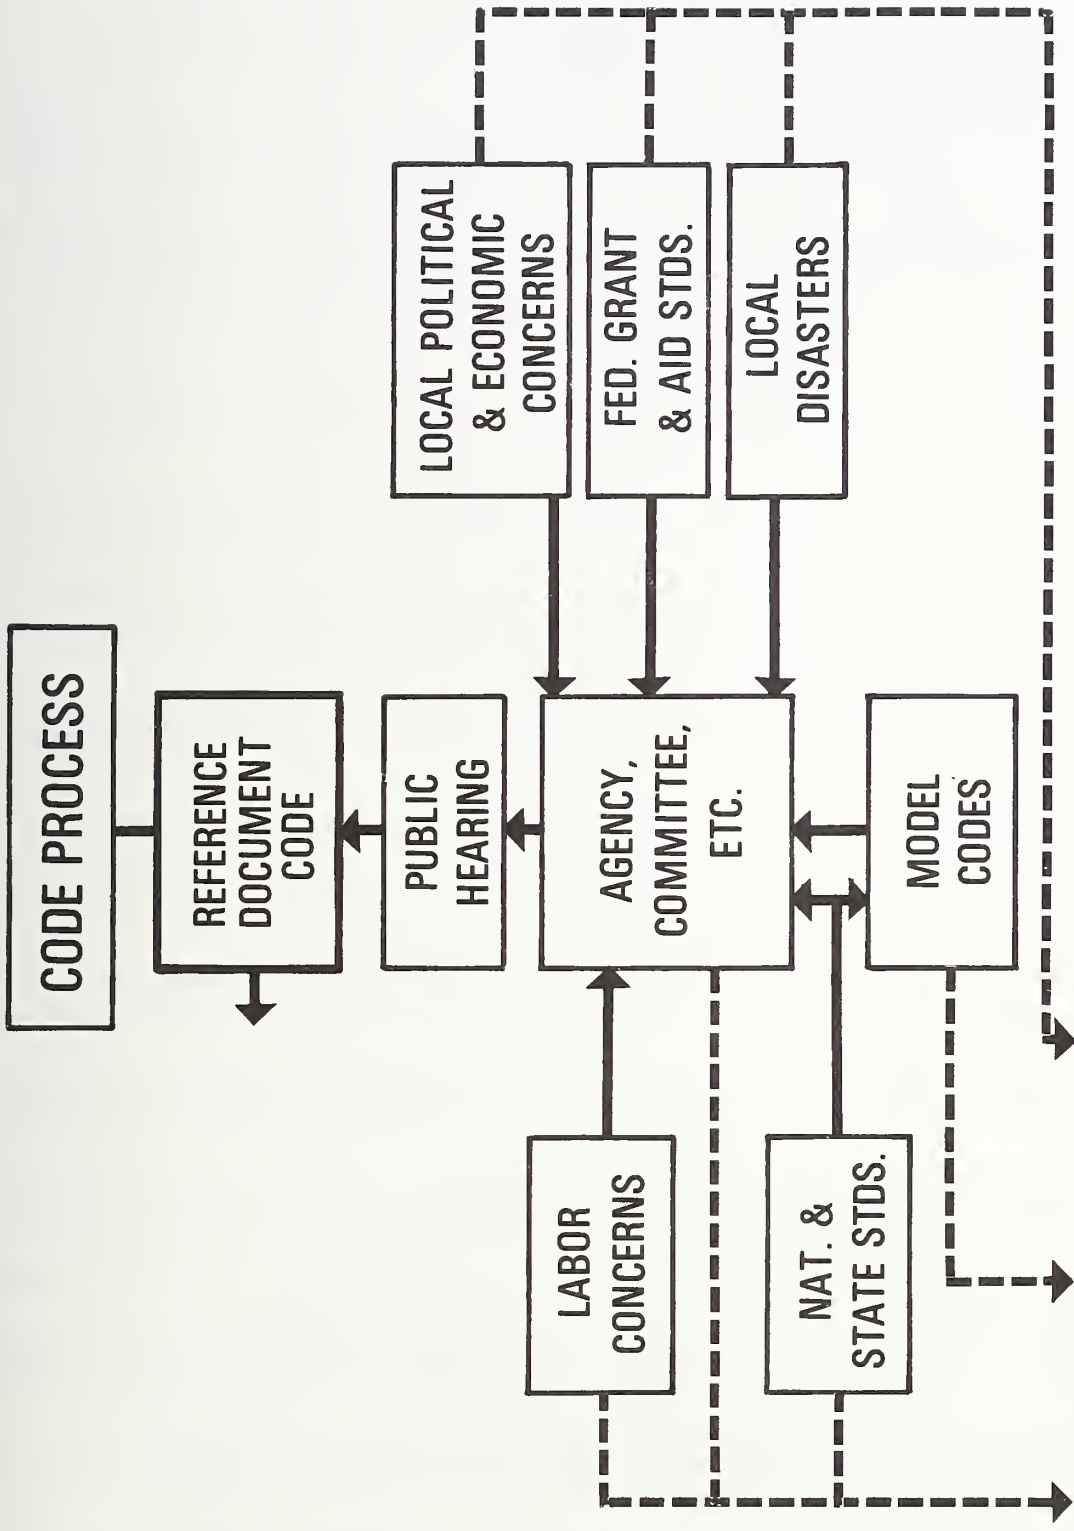 CODE PROCESS
REFERENCE
DOCUMENT
CODE
PUBLIC
HEARING
AGENCY,
COMMITTEE,
ETC.
MODEL
CODES
LABOR
CONCERNS
NAT. &
STATE STDS.
LOCAL POLITICAL
& ECONOMIC
CONCERNS
FED. GRANT
& AID STDS.
LOCAL
DISASTERS